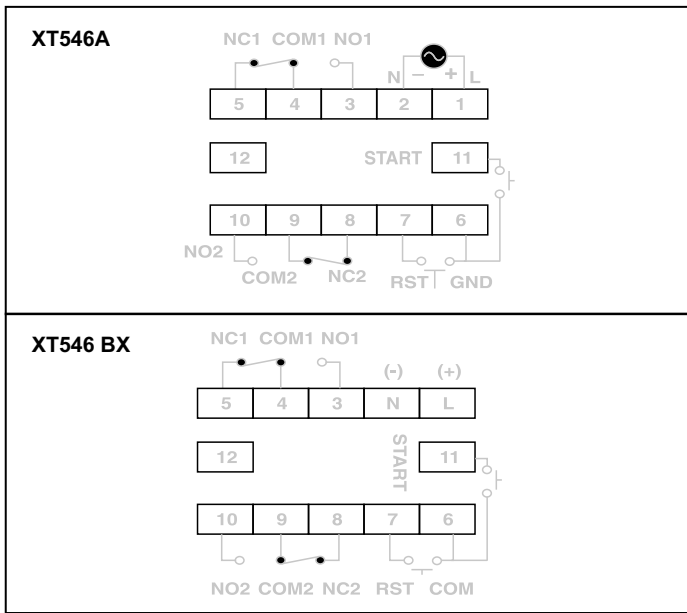 XT546A
NC1 COM1 NO1
N − + L
5 4 3 2 1
12 START 11
10 9 8 7 6
NO2 COM2 NC2 RST GND
XT546 BX
NC1 COM1 NO1
(-) (+)
5 4 3 N L
12 START 11
10 9 8 7 6
NO2 COM2 NC2 RST COM